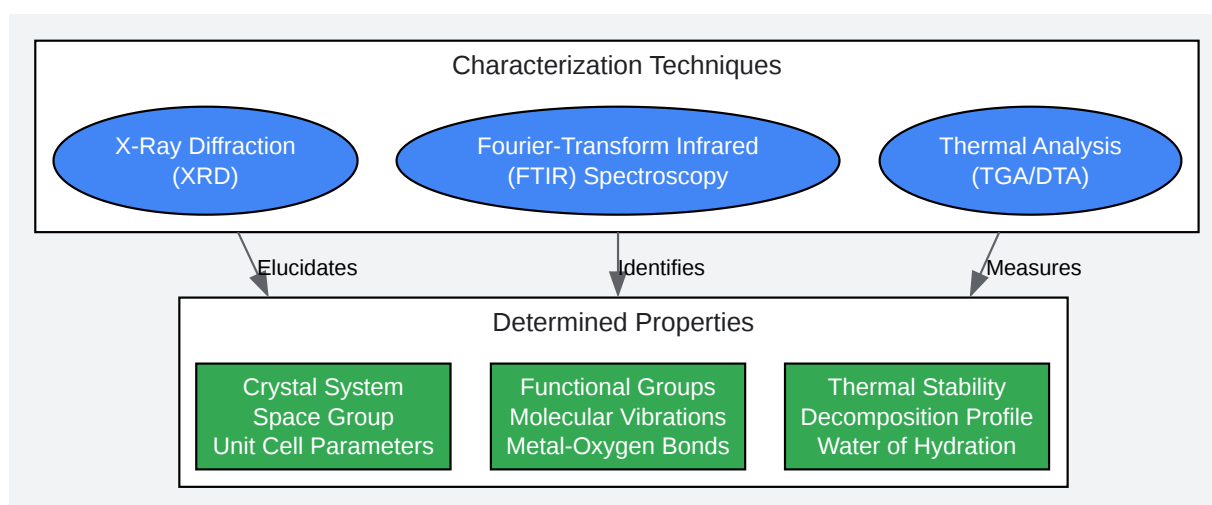 Characterization Techniques
X-Ray Diffraction
(XRD)
Fourier-Transform Infrared
(FTIR) Spectroscopy
Thermal Analysis
(TGA/DTA)
Elucidates
Identifies
Measures
Determined Properties
Crystal System
Space Group
Unit Cell Parameters
Functional Groups
Molecular Vibrations
Metal-Oxygen Bonds
Thermal Stability
Decomposition Profile
Water of Hydration